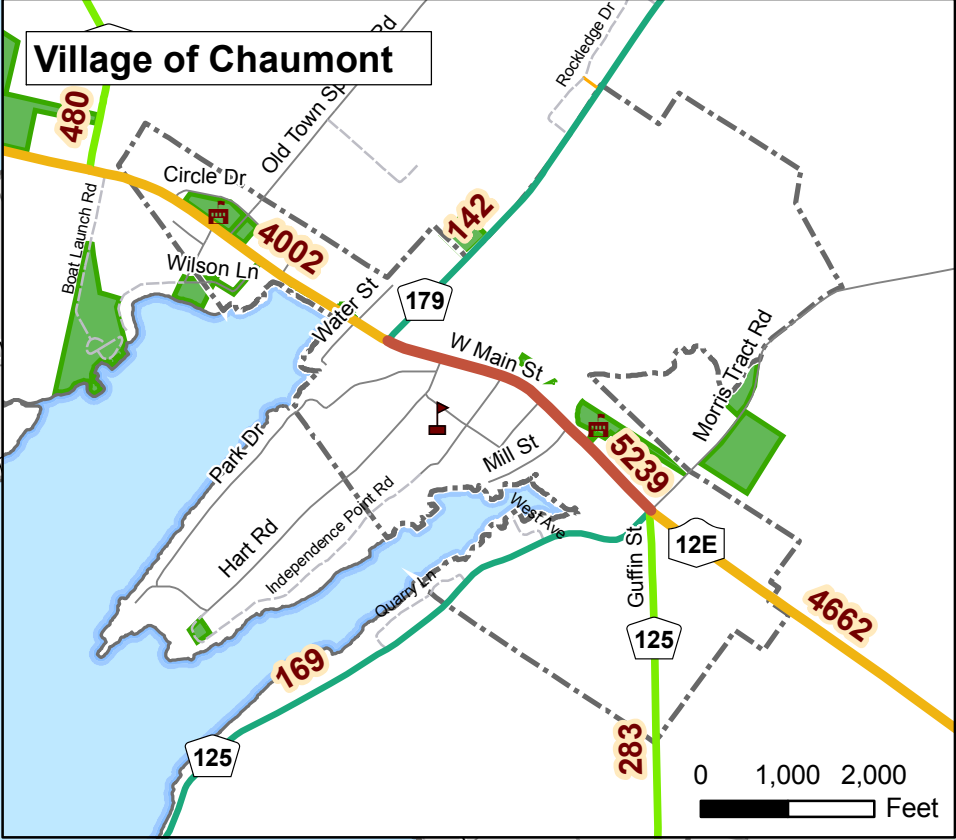 Village of Chaumont
Old Town Sp
Rd
Rockledge Dr
480
Circle Dr
142
4002
Boat Launch Rd
Wilson Ln
Water St
179
W Main St
Morris Tract Rd
Park Dr
Mill St
5239
Hart Rd
Independence Point Rd
West Ave
12E
Guffin St
Quarry Ln
4662
125
169
283
125
0 1,000 2,000
Feet